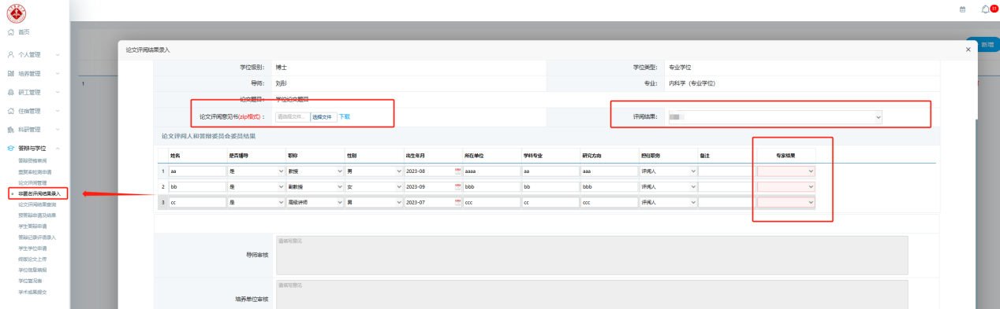 31
首页
新增
论文评阅结果录入
×
个人管理
学位级别： 博士 学位类型： 专业学位
培养管理
导师： 刘彤 专业： 内科学（专业学位）
1
研工管理
论文题目： 学位论文题目
住宿管理
论文评阅意见书(zip格式)： 请选择文件... 选择文件 下载 评阅结果：
科研管理
论文评阅人和答辩委员会委员结果
答辩与学位
姓名 是否博导 职称 性别 出生年月 所在单位 学科专业 研究方向 担任职务 备注 专家结果
答辩资格审阅
1 aa 是 教授 男 2023-08 aaaa aa aaa 评阅人
重复率检测申请
论文评阅管理
2 bb 是 副教授 女 2023-09 bbb bb bbb 评阅人
非匿名评阅结果录入
3 cc 是 高级讲师 男 2023-07 ccc cc ccc 评阅人
论文评阅结果查询
预答辩申请及结果
学生答辩申请
答辩记录评语录入
请填写意见
学生学位申请
导师审核
终版论文上传
学位信息填报
学位情况表
请填写意见
学术成果提交
培养单位审核